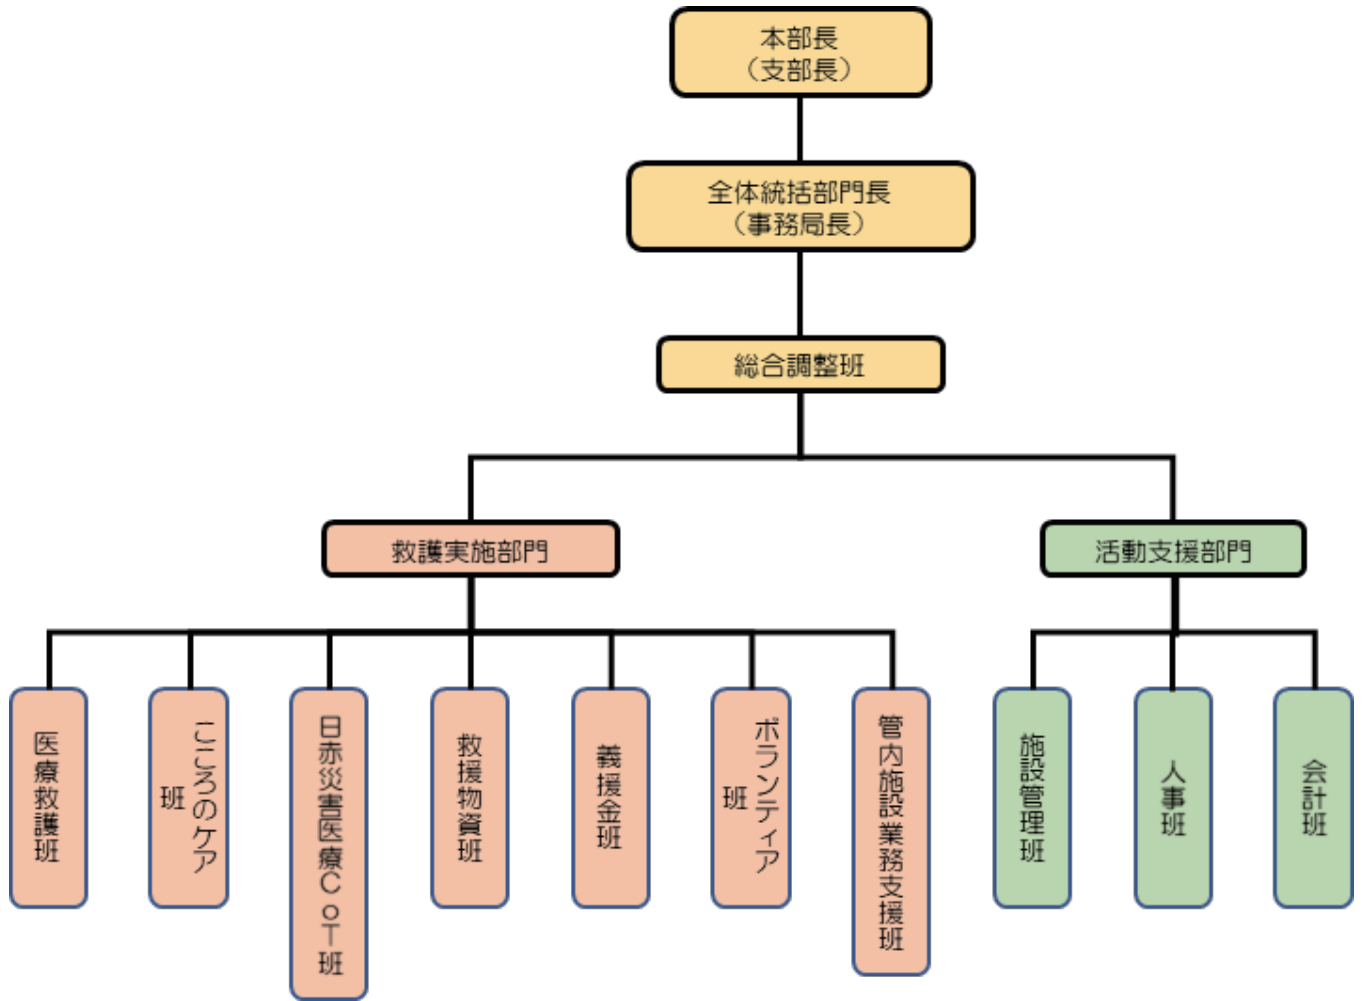 本部長
（支部長）
全体統括部門長
（事務局長）
総合調整班
救護実施部門
活動支援部門
医療救護班
こころのケア
班
日赤災害医療CoT班
救援物資班
義援金班
ボランティア
班
管内施設業務支援班
施設管理班
人事班
会計班